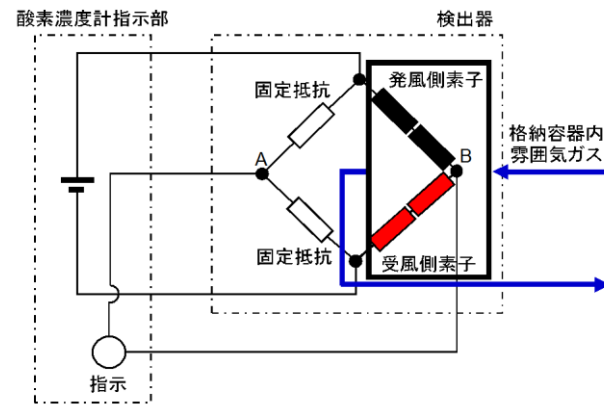 酸素濃度計指示部
検出器
固定抵抗
発風側素子
格納容器内
雰囲気ガス
A
B
固定抵抗
受風側素子
指示